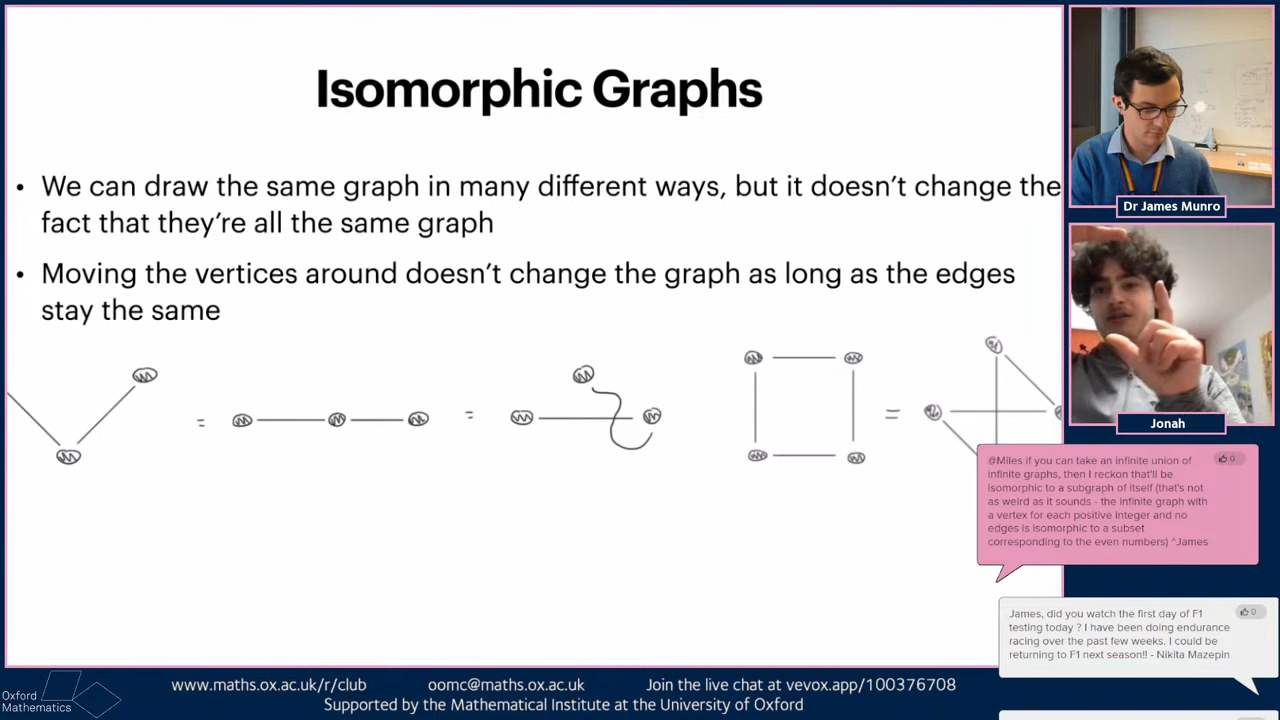 Isomorphic Graphs
• We can draw the same graph in many different ways, but it doesn't change the
fact that they're all the same graph
• Moving the vertices around doesn't change the graph as long as the edges
stay the same
= = =
Dr James Munro
Jonah
@Miles if you can take an infinite union of
infinite graphs, then I reckon that'll be
isomorphic to a subgraph of itself (that's not
as weird as it sounds - the infinite graph with
a vertex for each positive integer and no
edges is isomorphic to a subset
corresponding to the even numbers) ^James
0
James, did you watch the first day of F1
testing today ? I have been doing endurance
racing over the past few weeks. I could be
returning to F1 next season!! - Nikita Mazepin
0
Oxford
Mathematics
www.maths.ox.ac.uk/r/club oomc@maths.ox.ac.uk Join the live chat at vevox.app/100376708
Supported by the Mathematical Institute at the University of Oxford